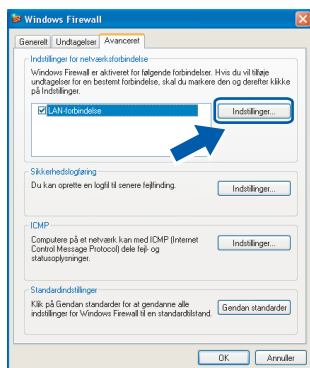 Windows Firewall
Generelt Undtagelser Avanceret
Indstillinger for netværksforbindelse
Windows Firewall er aktiveret for følgende forbindelser. Hvis du vil tilføje
undtagelser for en bestemt forbindelse, skal du markere den og derefter klikke
på Indstillinger.
LAN-forbindelse
Indstillinger...
Sikkerhedslogføring
Du kan oprette en logfil til senere fejlfinding.
Indstillinger...
ICMP
Computere på et netværk kan med ICMP (Internet
Control Message Protocol) dele fejl- og
statusoplysninger.
Indstillinger...
Standardindstillinger
Klik på Gendan standarder for at gendanne alle
indstillinger for Windows Firewall til en standardtilstand.
Gendan standarder
OK Annuller